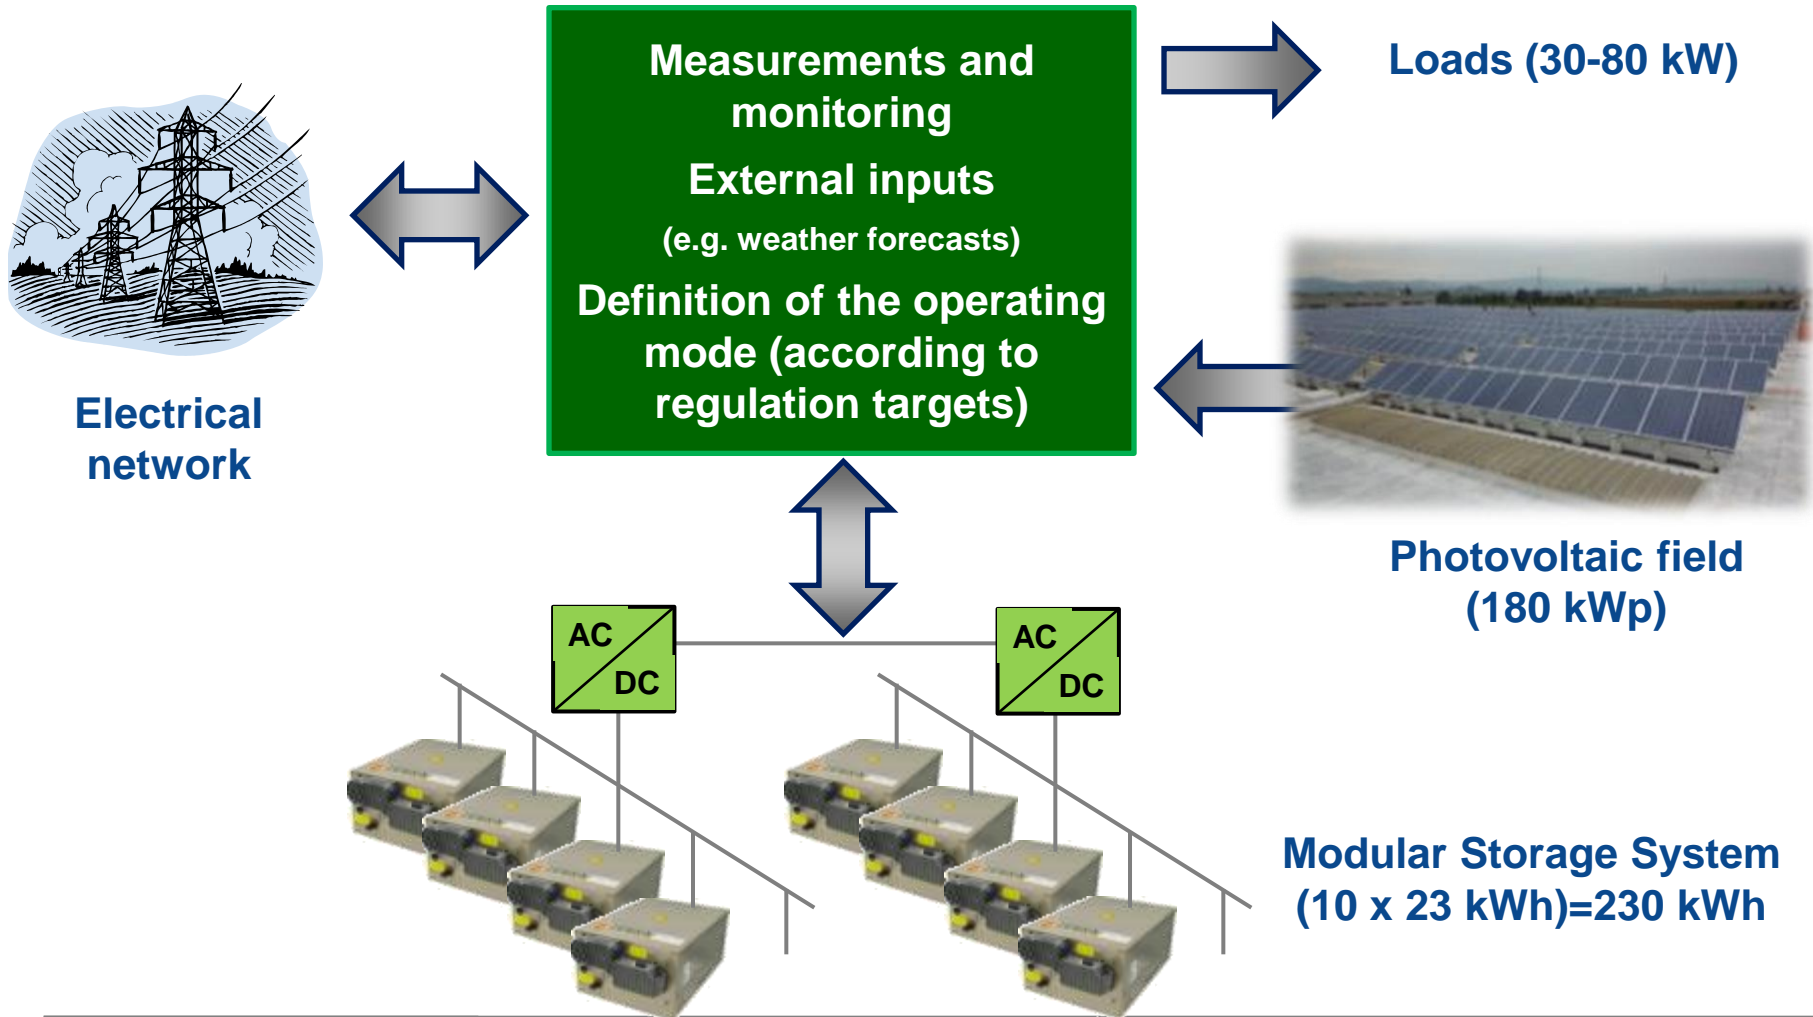 Measurements and
monitoring
External inputs
(e.g. weather forecasts)
Definition of the operating
mode (according to
regulation targets)
Loads (30-80 kW)
Electrical
network
Photovoltaic field
(180 kWp)
AC
DC
AC
DC
Modular Storage System
(10 x 23 kWh)=230 kWh